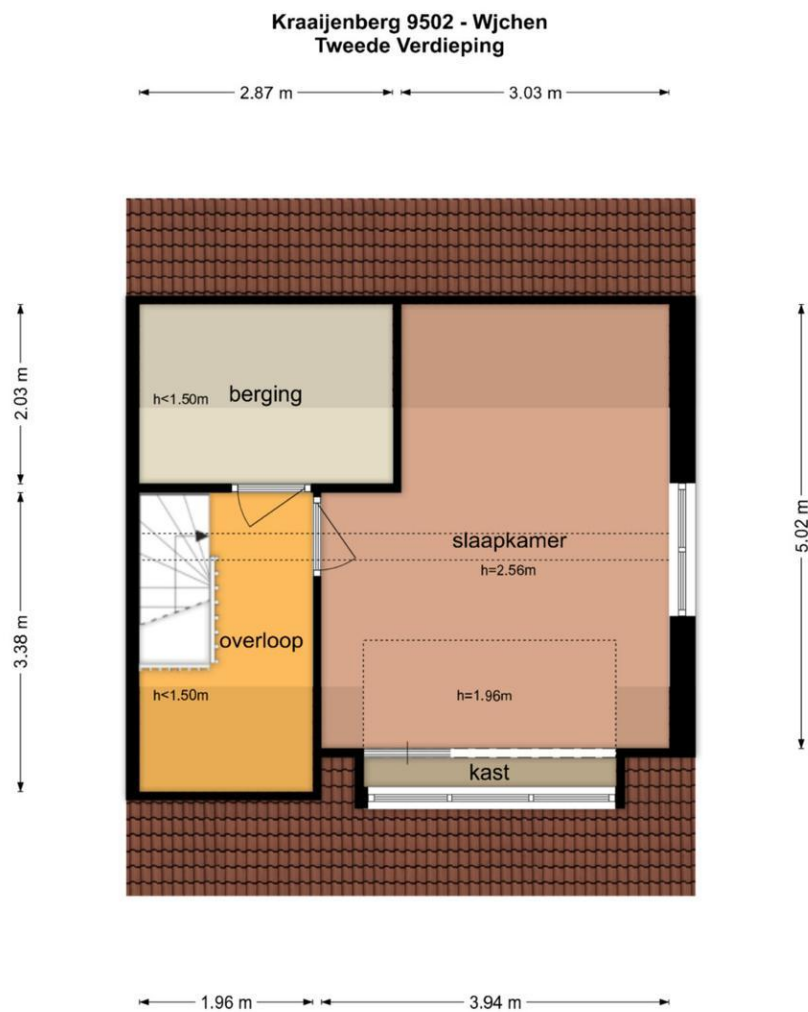 Kraaijenberg 9502 - Wjchen
Tweede Verdieping
2.87 m
3.03 m
2.03 m
berging
h<1.50m
5.02 m
slaapkamer
h=2.56m
3.38 m
overloop
h<1.50m
h=1.96m
kast
1.96 m
3.94 m